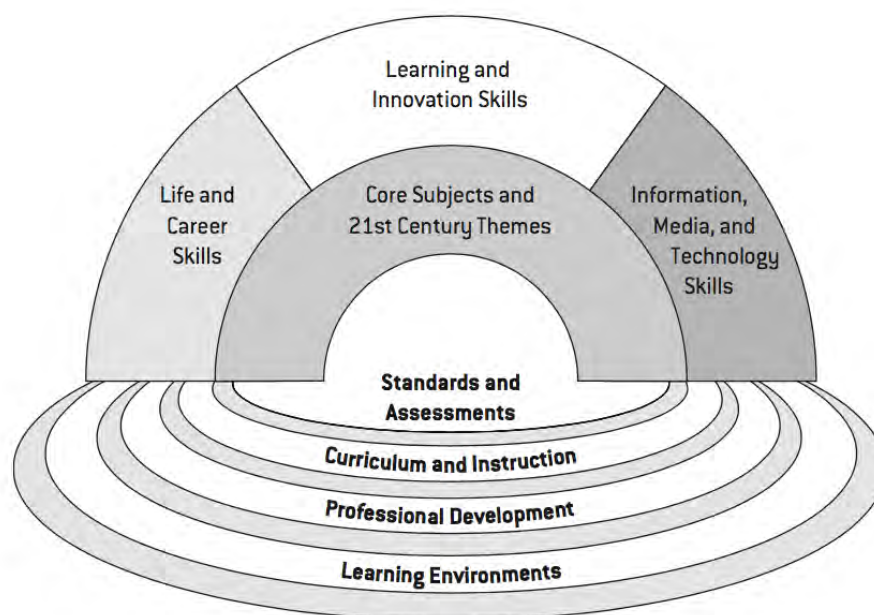 Learning and
Innovation Skills
Life and
Career
Skills
Core Subjects and
21st Century Themes
Information,
Media, and
Technology
Skills
Standards and
Assessments
Curriculum and Instruction
Professional Development
Learning Environments